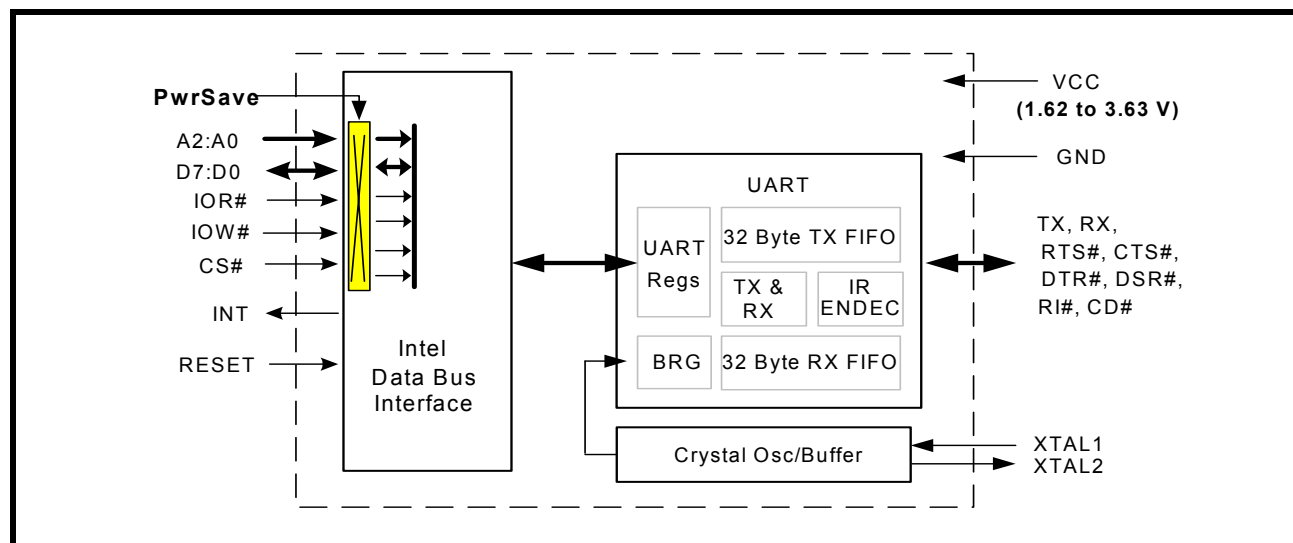 PwrSave
A2:A0
D7:D0
IOR#
IOW#
CS#
INT
RESET
Intel
Data Bus
Interface
UART
UART
Regs
32 Byte TX FIFO
TX &
RX
IR
ENDEC
BRG
32 Byte RX FIFO
Crystal Osc/Buffer
VCC
(1.62 to 3.63 V)
GND
TX, RX,
RTS#, CTS#,
DTR#, DSR#,
RI#, CD#
XTAL1
XTAL2